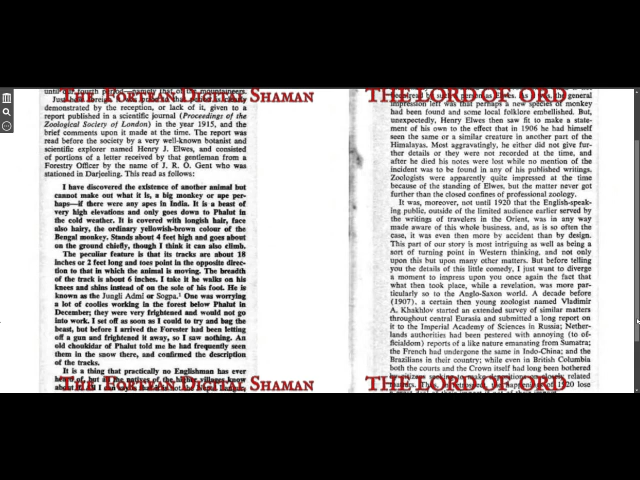 until our fourth period—namely that of the mountaineers.
THE FORTRAN DIGITAL SHAMAN
demonstrated by the reception, or lack of it, given to a
report published in a scientific journal (Proceedings of the
Zoological Society of London) in the year 1915, and the
brief comments upon it made at the time. The report was
read before the society by a very well-known botanist and
scientific explorer named Henry J. Elwes, and consisted
of portions of a letter received by that gentleman from a
Forestry Officer by the name of J. R. O. Gent who was
stationed in Darjeeling. This read as follows:
I have discovered the existence of another animal but
cannot make out what it is, a big monkey or ape per-
haps—if there were any apes in India. It is a beast of
very high elevations and only goes down to Phalut in
the cold weather. It is covered with longish hair, face
also hairy, the ordinary yellowish-brown colour of the
Bengal monkey. Stands about 4 feet high and goes about
on the ground chiefly, though I think it can also climb.
The peculiar feature is that its tracks are about 18
inches or 2 feet long and toes point in the opposite direc-
tion to that in which the animal is moving. The breadth
of the track is about 6 inches. I take it he walks on his
knees and shins instead of on the sole of his foot. He is
known as the Jungli Admi or Sogpa.¹ One was worrying
a lot of coolies working in the forest below Phalut in
December; they were very frightened and would not go
into work. I set off as soon as I could to try and bag the
beast, but before I arrived the Forester had been letting
off a gun and frightened it away, so I saw nothing. An
old choukidar of Phalut told me he had frequently seen
them in the snow there, and confirmed the description
of the tracks.
It is a thing that practically no Englishman has ever
heard of, but all the natives of the higher villages know
THE FORTRAN DIGITAL SHAMAN
THE LORD OF ORD
impression left was that perhaps a new species of monkey
had been found and some local folklore embellished. But,
unexpectedly, Henry Elwes then saw fit to make a state-
ment of his own to the effect that in 1906 he had himself
seen the same or a similar creature in another part of the
Himalayas. Most aggravatingly, he either did not give fur-
ther details or they were not recorded at the time, and
after he died his notes were lost while no mention of the
incident was to be found in any of his published writings.
Zoologists were apparently quite impressed at the time
because of the standing of Elwes, but the matter never got
further than the closed confines of professional zoology.
It was, moreover, not until 1920 that the English-speak-
ing public, outside of the limited audience earlier served by
the writings of travelers in the Orient, was in any way
made aware of this whole business, and, as is so often the
case, it was even then more by accident than by design.
This part of our story is most intriguing as well as being a
sort of turning point in Western thinking, and not only
upon this but upon many other matters. But before telling
you the details of this little comedy, I just want to diverge
a moment to impress upon you once again the fact that
what then took place, while a revelation, was more par-
ticularly so to the Anglo-Saxon world. A decade before
(1907), a certain then young zoologist named Vladimir
A. Khakhlov started an extended survey of similar matters
throughout central Eurasia and submitted a long report on
it to the Imperial Academy of Sciences in Russia; Nether-
lands authorities had been pestered with annoying (to of-
ficialdom) reports of a like nature emanating from Sumatra;
the French had undergone the same in Indo-China; and the
Brazilians in their country; while even in British Columbia
both the courts and the Crown itself had long been bothered
THE LORD OF ORD